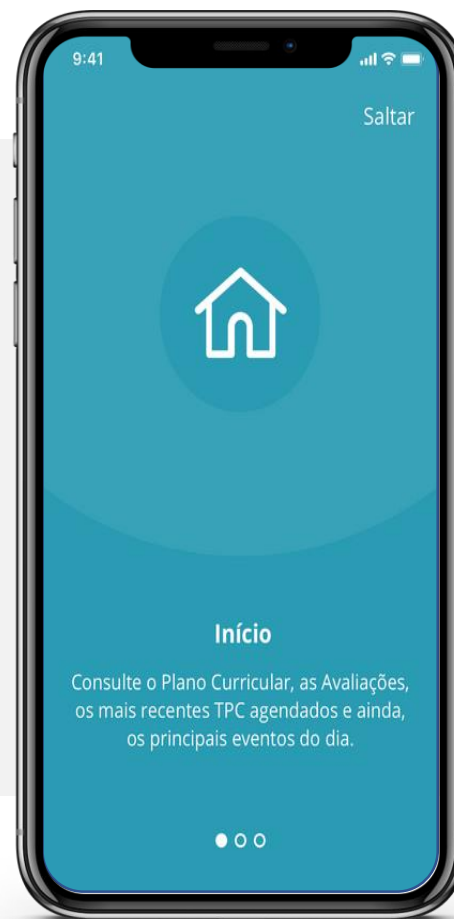 9:41
Saltar
Início
Consulte o Plano Curricular, as Avaliações,
os mais recentes TPC agendados e ainda,
os principais eventos do dia.